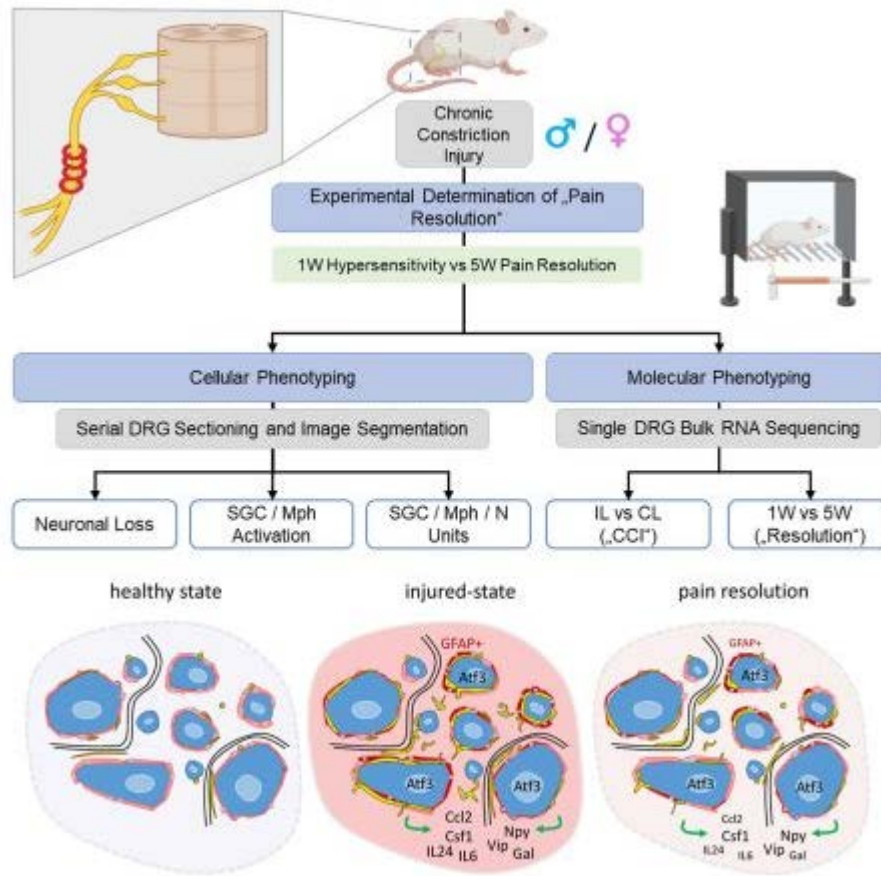 Chronic
Constriction
Injury
♂ / ♀
Experimental Determination of „Pain
Resolution“
1W Hypersensitivity vs 5W Pain Resolution
Cellular Phenotyping
Molecular Phenotyping
Serial DRG Sectioning and Image Segmentation
Single DRG Bulk RNA Sequencing
Neuronal Loss
SGC / Mph
Activation
SGC / Mph / N
Units
IL vs CL
(„CCI“)
1W vs 5W
(„Resolution“)
healthy state
injured-state
pain resolution
GFAP+
Atf3
Atf3
Atf3
Ccl2
Csf1
IL24
IL6
Vip
Npy
Gal
GFAP+
Atf3
Atf3
Atf3
Ccl2
Csf1
IL24
IL6
Vip
Npy
Gal